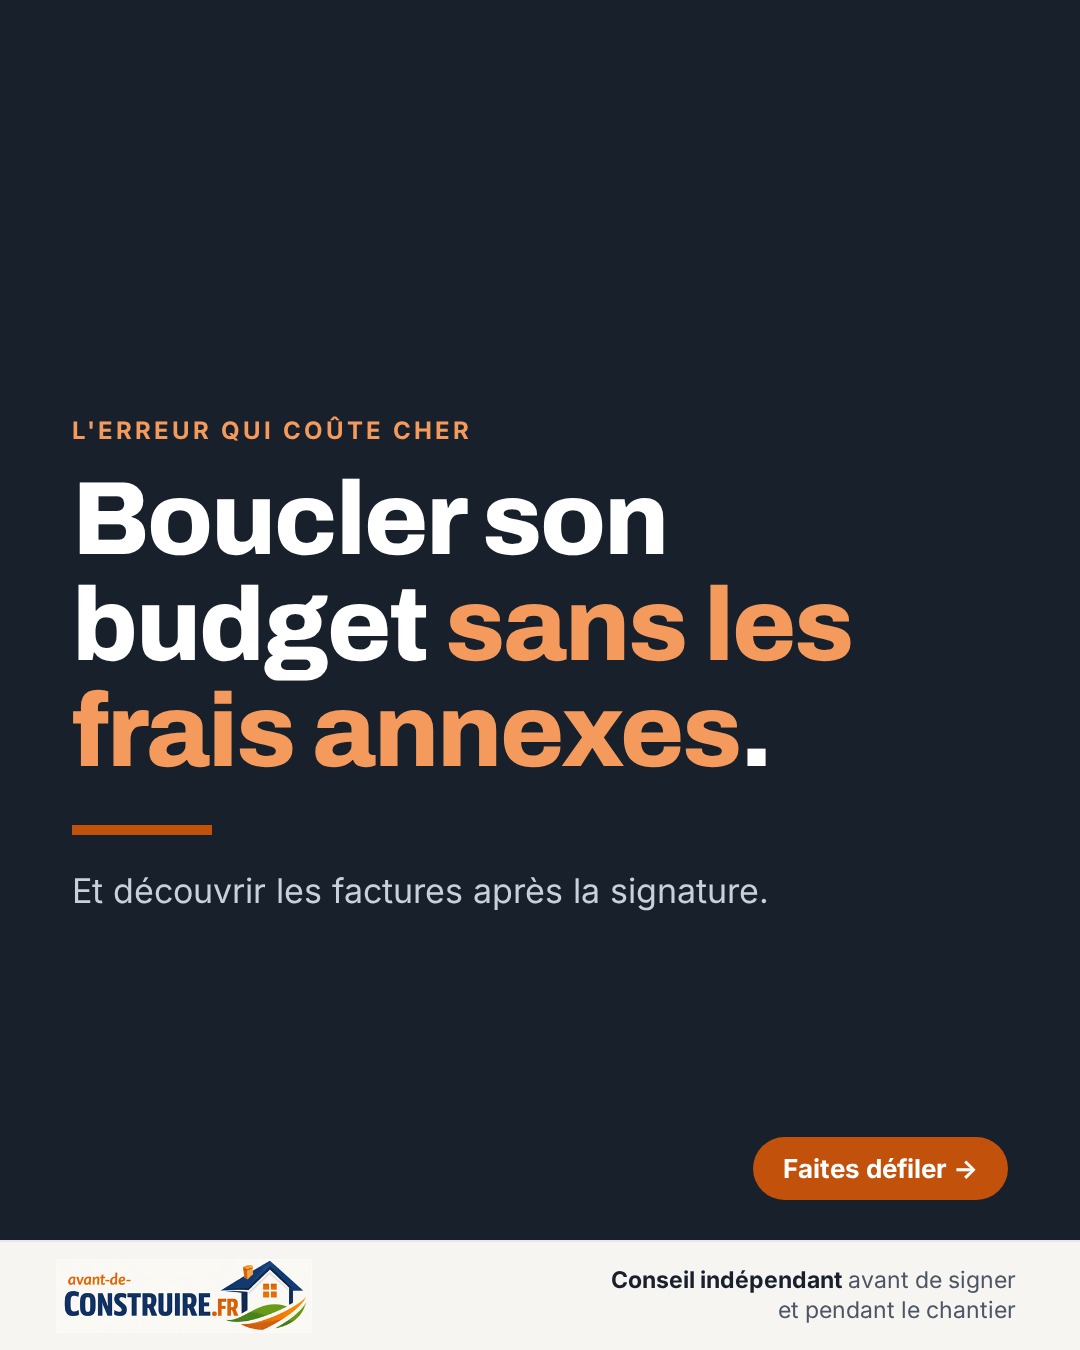 L'ERREUR QUI COÛTE CHER
Boucler son
budget sans les
frais annexes.
Et découvrir les factures après la signature.
Faites défiler →
avant-de-
CONSTRUIRE.FR
Conseil indépendant avant de signer
et pendant le chantier